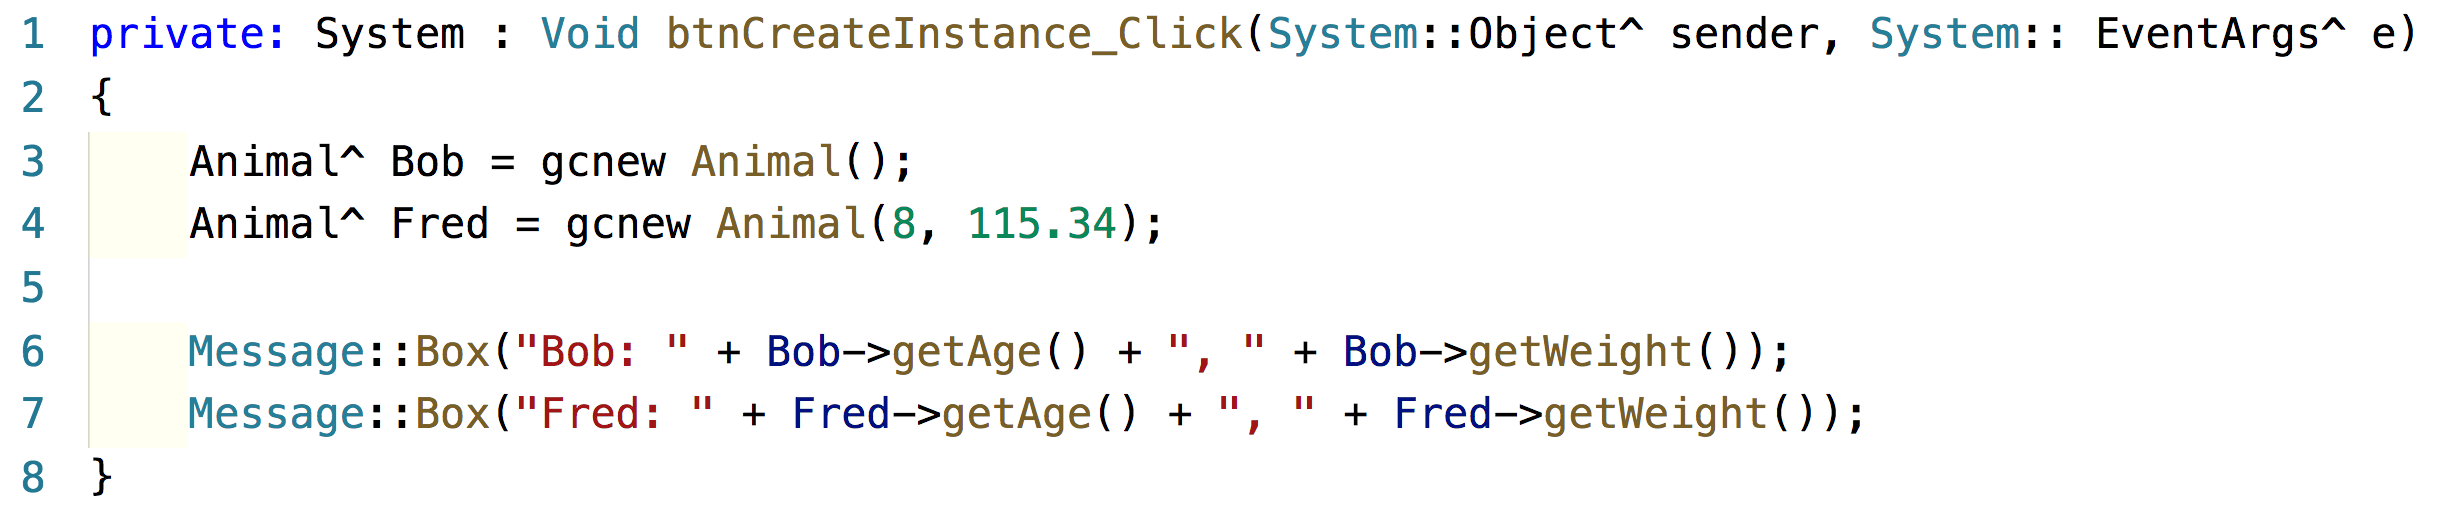 1 private: System : Void btnCreateInstance_Click(System::Object^ sender, System:: EventArgs^ e)
2 {
3 Animal^ Bob = gcnew Animal();
4 Animal^ Fred = gcnew Animal(8, 115.34);
5
6 Message::Box("Bob: " + Bob->getAge() + ", " + Bob->getWeight());
7 Message::Box("Fred: " + Fred->getAge() + ", " + Fred->getWeight());
8 }